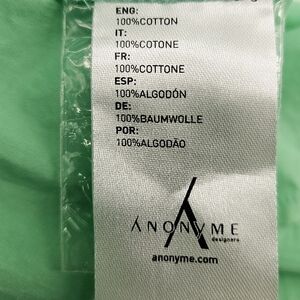 ENG:
100%COTTON
IT:
100%COTONE
FR:
100%COTTONE
ESP:
100%ALGODÓN
DE:
100%BAUMWOLLE
POR:
100%ALGODÃO
ANONYME
designers
anonyme.com